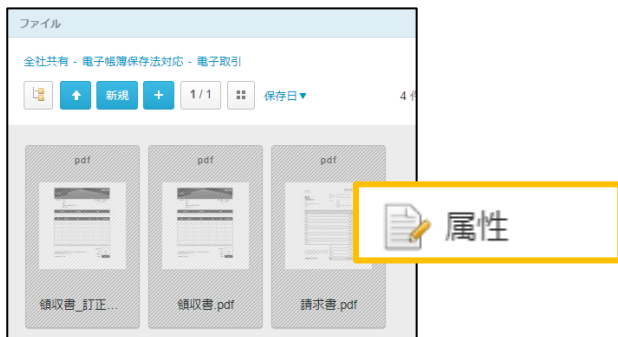 ファイル
全社共有 - 電子帳簿保存法対応 - 電子取引
新規 + 1 / 1 保存日▼ 4 件
pdf pdf pdf
領収書_訂正... 領収書.pdf 請求書.pdf
属性